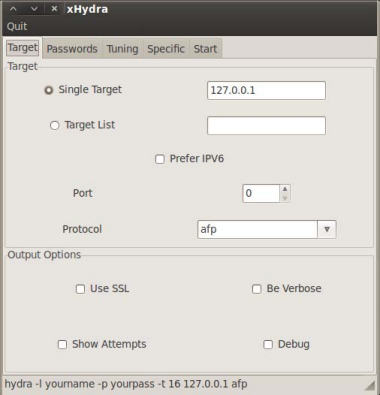 xHydra
Quit
Target Passwords Tuning Specific Start
Target
Single Target 127.0.0.1
Target List
Prefer IPV6
Port 0
Protocol afp
Output Options
Use SSL Be Verbose
Show Attempts Debug
hydra -l yourname -p yourpass -t 16 127.0.0.1 afp